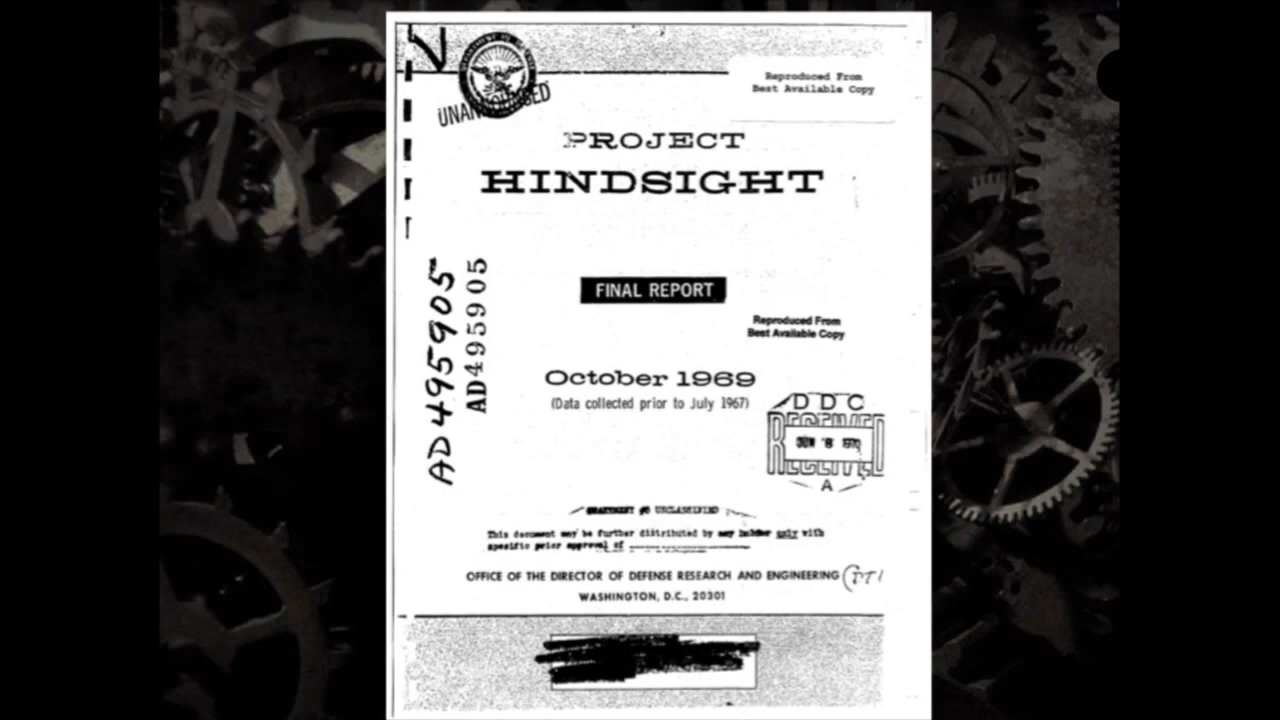 Reproduced From
Best Available Copy
PROJECT
HINDSIGHT
AD495905
AD495905
FINAL REPORT
Reproduced From
Best Available Copy
October 1969
(Data collected prior to July 1967)
DDC
RECEIVED
RECEIVED
A
UNCLASSIFIED
This document may be further distributed by any holder only with
specific prior approval of
OFFICE OF THE DIRECTOR OF DEFENSE RESEARCH AND ENGINEERING
WASHINGTON, D.C., 20301